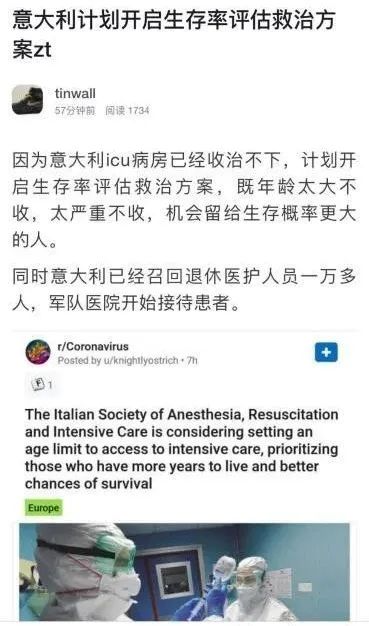 意大利计划开启生存率评估救治方
案zt
tinwall
57分钟前 阅读 1734
因为意大利icu病房已经收治不下，计划开
启生存率评估救治方案，既年龄太大不
收，太严重不收，机会留给生存概率更大
的人。
同时意大利已经召回退休医护人员一万多
人，军队医院开始接待患者。
r/Coronavirus
Posted by u/knightlyostrich • 7h
1
The Italian Society of Anesthesia, Resuscitation
and Intensive Care is considering setting an
age limit to access to intensive care, prioritizing
those who have more years to live and better
chances of survival
Europe